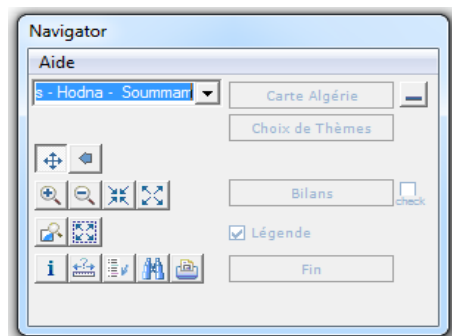 Navigator
Aide
s - Hodna - Soummam
Carte Algérie
Choix de Thèmes
Bilans
check
Légende
i
Fin